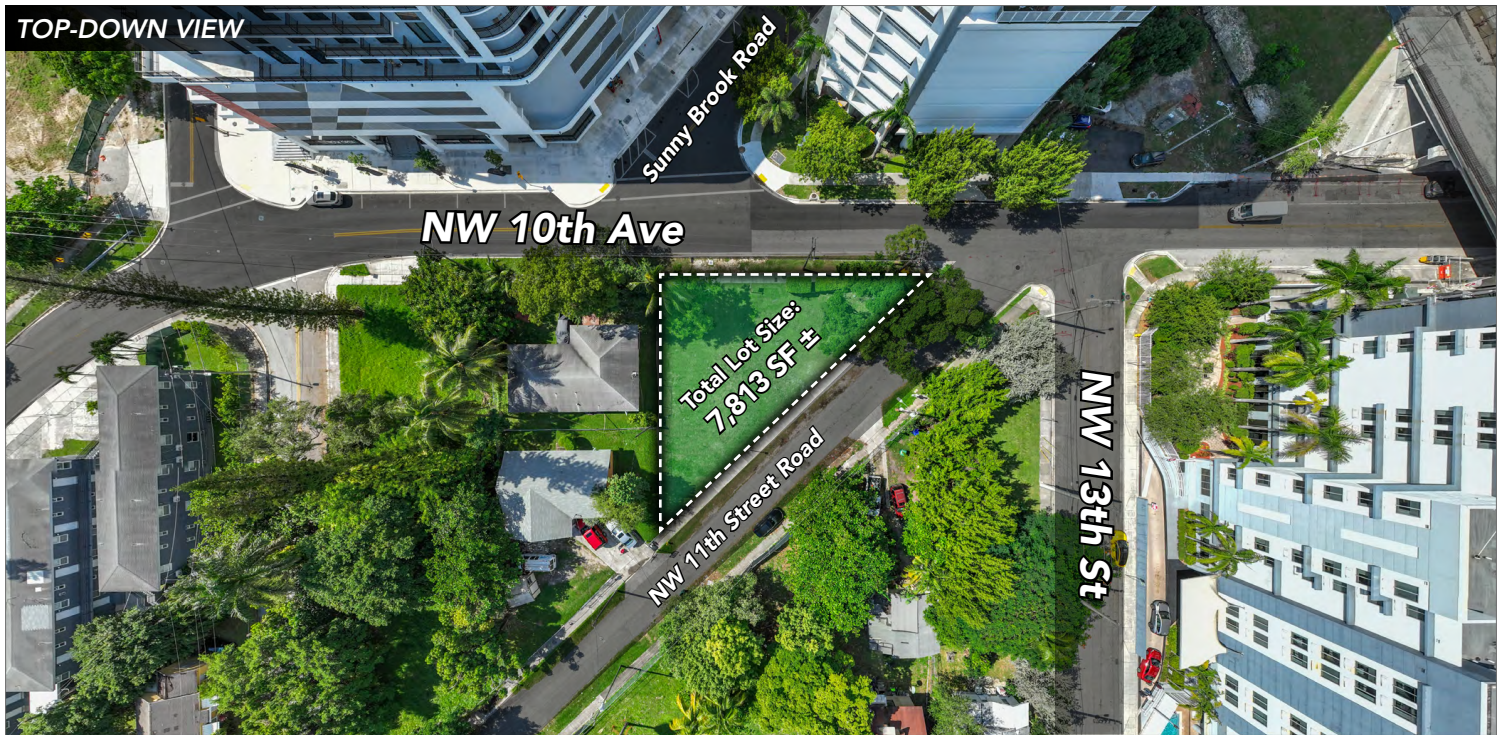 TOP-DOWN VIEW
Sunny Brook Road
NW 10th Ave
Total Lot Size:
7,813 SF ±
NW 11th Street Road
NW 13th St